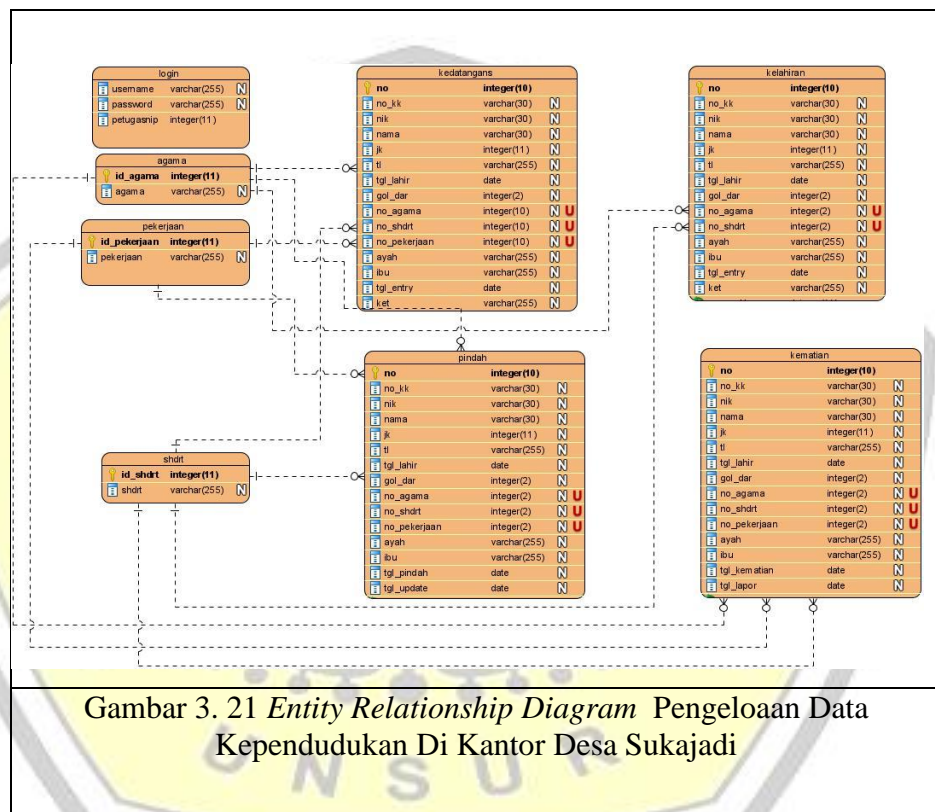 login
username varchar(255) N
password varchar(255) N
petugasnip integer(11)
agama
id_agama integer(11)
agama varchar(255) N
pekerjaan
id_pekerjaan integer(11)
pekerjaan varchar(255) N
shdrt
id_shdrt integer(11)
shdrt varchar(255) N
kedatangans
no integer(10)
no_kk varchar(30) N
nik varchar(30) N
nama varchar(30) N
jk integer(11) N
tl varchar(255) N
tgl_lahir date N
gol_dar integer(2) N
no_agama integer(10) N U
no_shdrt integer(10) N U
no_pekerjaan integer(10) N U
ayah varchar(255) N
ibu varchar(255) N
tgl_entry date N
ket varchar(255) N
pindah
no integer(10)
no_kk varchar(30) N
nik varchar(30) N
nama varchar(30) N
jk integer(11) N
tl varchar(255) N
tgl_lahir date N
gol_dar integer(2) N
no_agama integer(2) N U
no_shdrt integer(2) N U
no_pekerjaan integer(2) N U
ayah varchar(255) N
ibu varchar(255) N
tgl_pindah date N
tgl_update date N
kelahiran
no integer(10)
no_kk varchar(30) N
nik varchar(30) N
nama varchar(30) N
jk integer(11) N
tl varchar(255) N
tgl_lahir date N
gol_dar integer(2) N
no_agama integer(2) N U
no_shdrt integer(2) N U
ayah varchar(255) N
ibu varchar(255) N
tgl_entry date N
ket varchar(255) N
kematian
no integer(10)
no_kk varchar(30) N
nik varchar(30) N
nama varchar(30) N
jk integer(11) N
tl varchar(255) N
tgl_lahir date N
gol_dar integer(2) N
no_agama integer(2) N U
no_shdrt integer(2) N U
no_pekerjaan integer(2) N U
ayah varchar(255) N
ibu varchar(255) N
tgl_kematian date N
tgl_lapor date N
Gambar 3. 21 Entity Relationship Diagram Pengeloaan Data
Kependudukan Di Kantor Desa Sukajadi
UNSUR